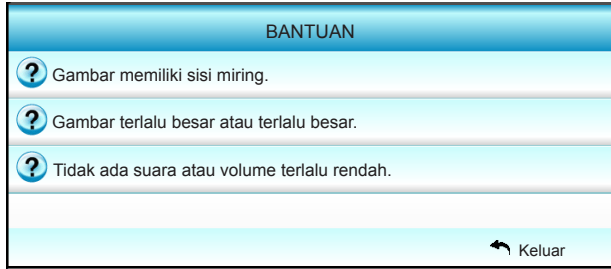 BANTUAN
Gambar memiliki sisi miring.
Gambar terlalu besar atau terlalu besar.
Tidak ada suara atau volume terlalu rendah.
Keluar